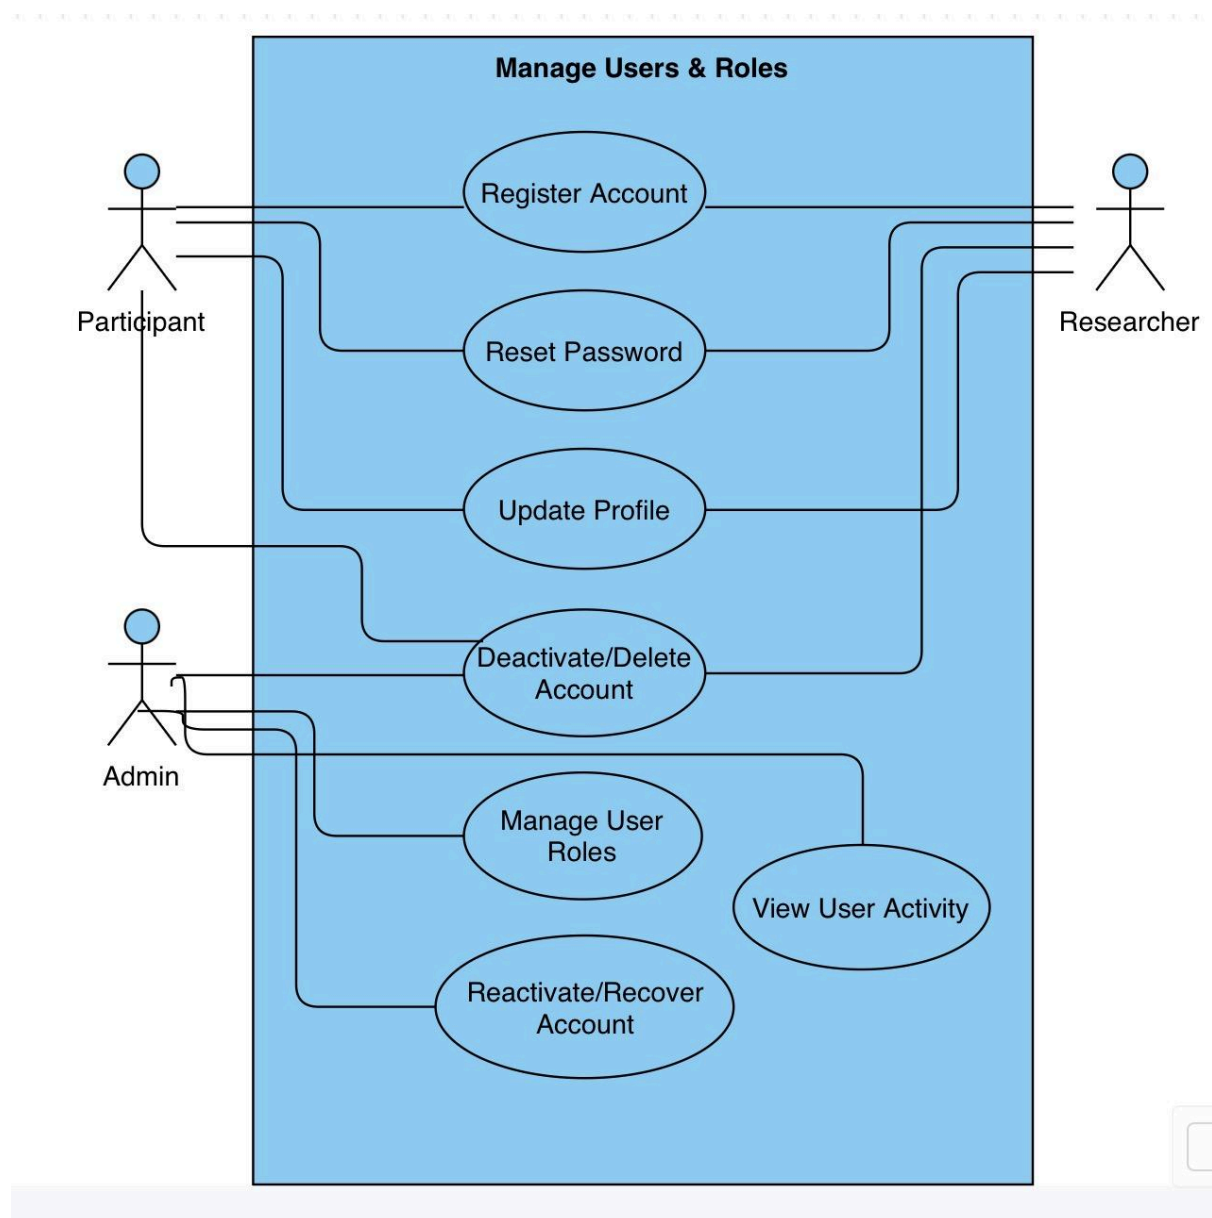 Manage Users & Roles
Register Account
Participant
Researcher
Reset Password
Update Profile
Deactivate/Delete
Account
Admin
Manage User
Roles
View User Activity
Reactivate/Recover
Account